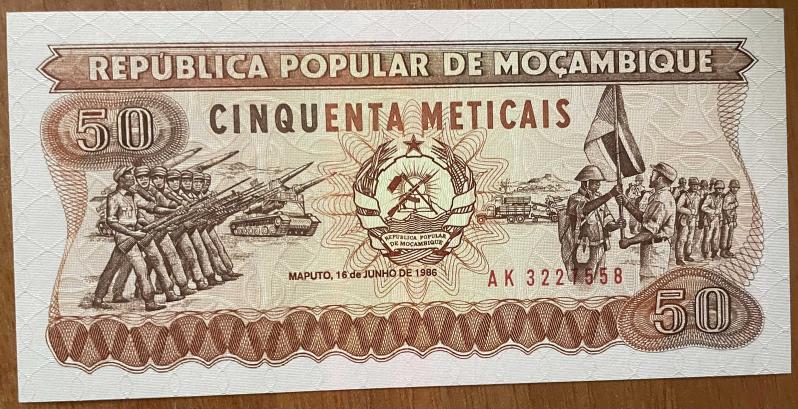 REPÚBLICA POPULAR DE MOÇAMBIQUE
50
CINQUENTA METICAIS
REPÚBLICA POPULAR
DE MOÇAMBIQUE
MAPUTO, 16 de JUNHO DE 1986
AK 3227558
50